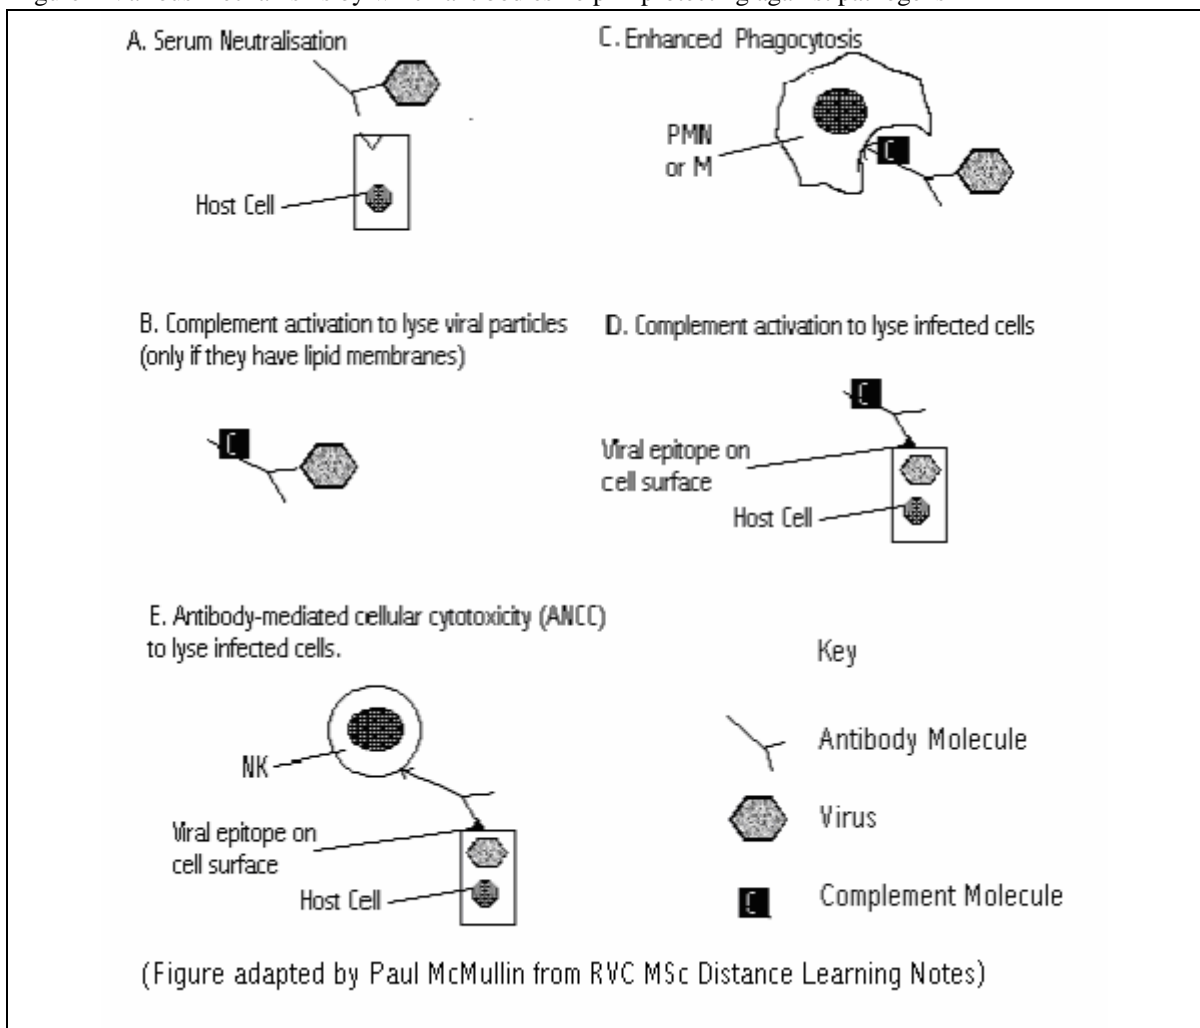 A. Serum Neutralisation
Host Cell
C. Enhanced Phagocytosis
PMN
or M
C
B. Complement activation to lyse viral particles
(only if they have lipid membranes)
C
D. Complement activation to lyse infected cells
C
Viral epitope on
cell surface
Host Cell
E. Antibody-mediated cellular cytotoxicity (ANCC)
to lyse infected cells.
NK
Viral epitope on
cell surface
Host Cell
Key
Antibody Molecule
Virus
C
Complement Molecule
(Figure adapted by Paul McMullin from RVC MSc Distance Learning Notes)